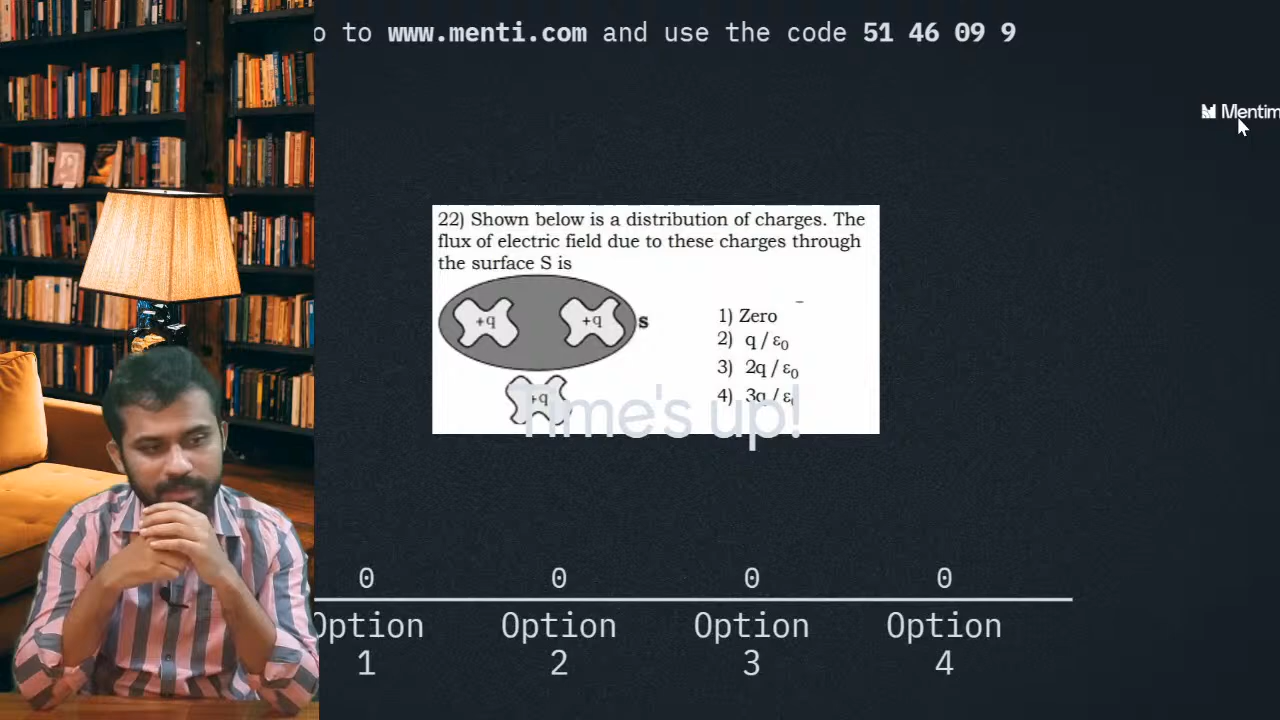 o to www.menti.com and use the code 51 46 09 9
Mentim
22) Shown below is a distribution of charges. The
flux of electric field due to these charges through
the surface S is
+q
+q
s
+q
1) Zero
2) q / ε0
3) 2q / ε0
4) 3q / ε
Time's up!
0
0
0
0
Option
1
Option
2
Option
3
Option
4